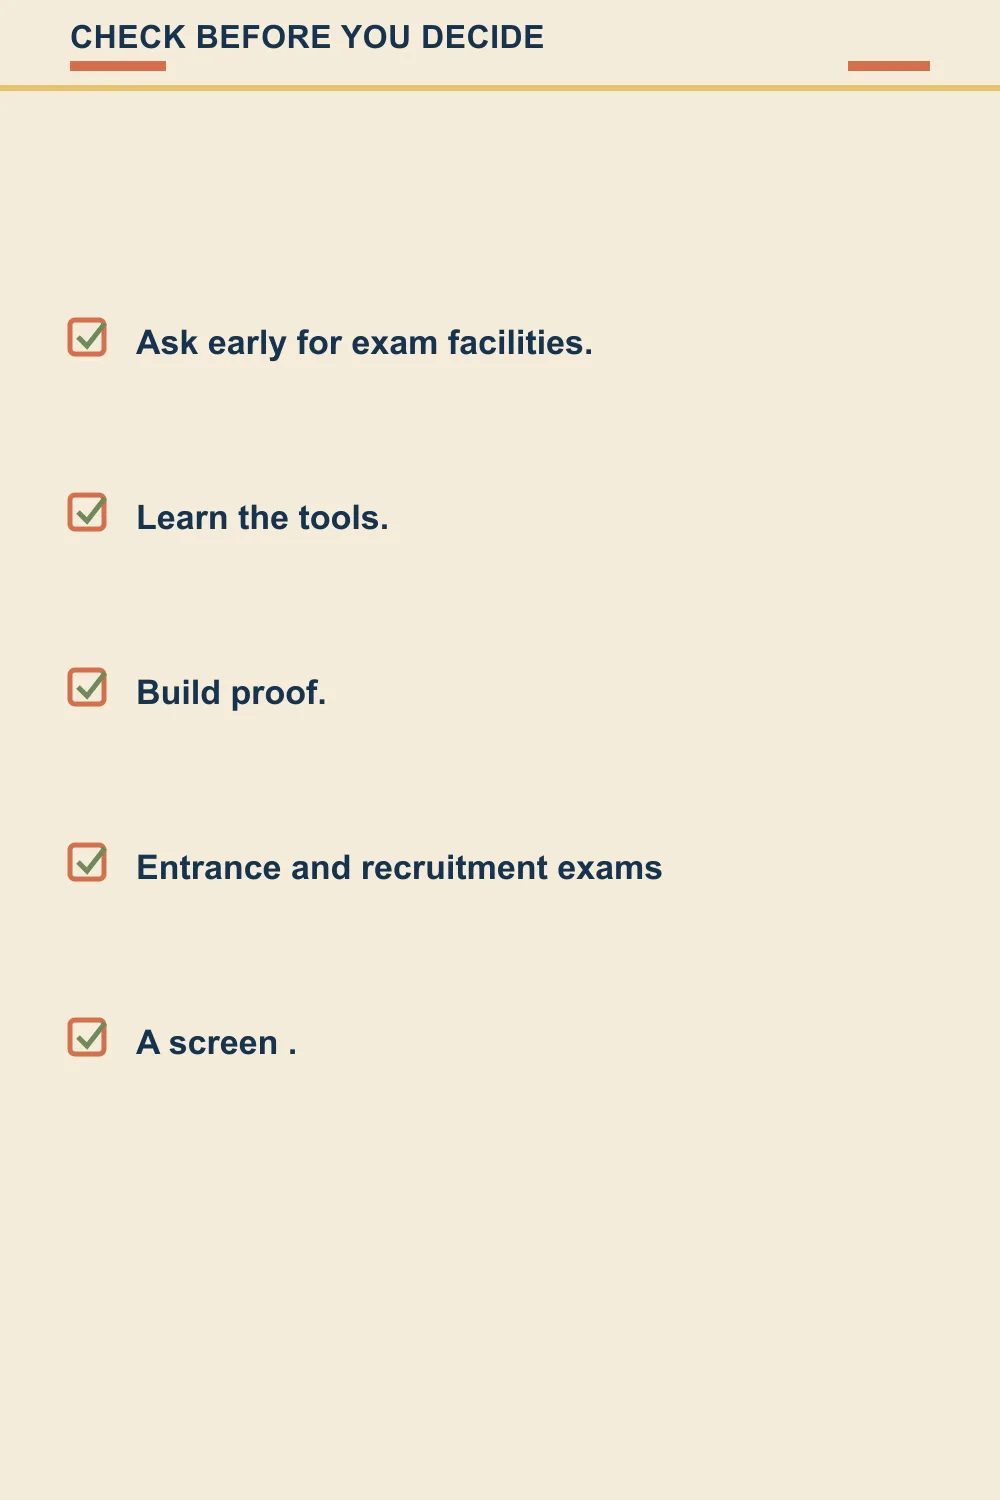 CHECK BEFORE YOU DECIDE
Ask early for exam facilities.
Learn the tools.
Build proof.
Entrance and recruitment exams
A screen .